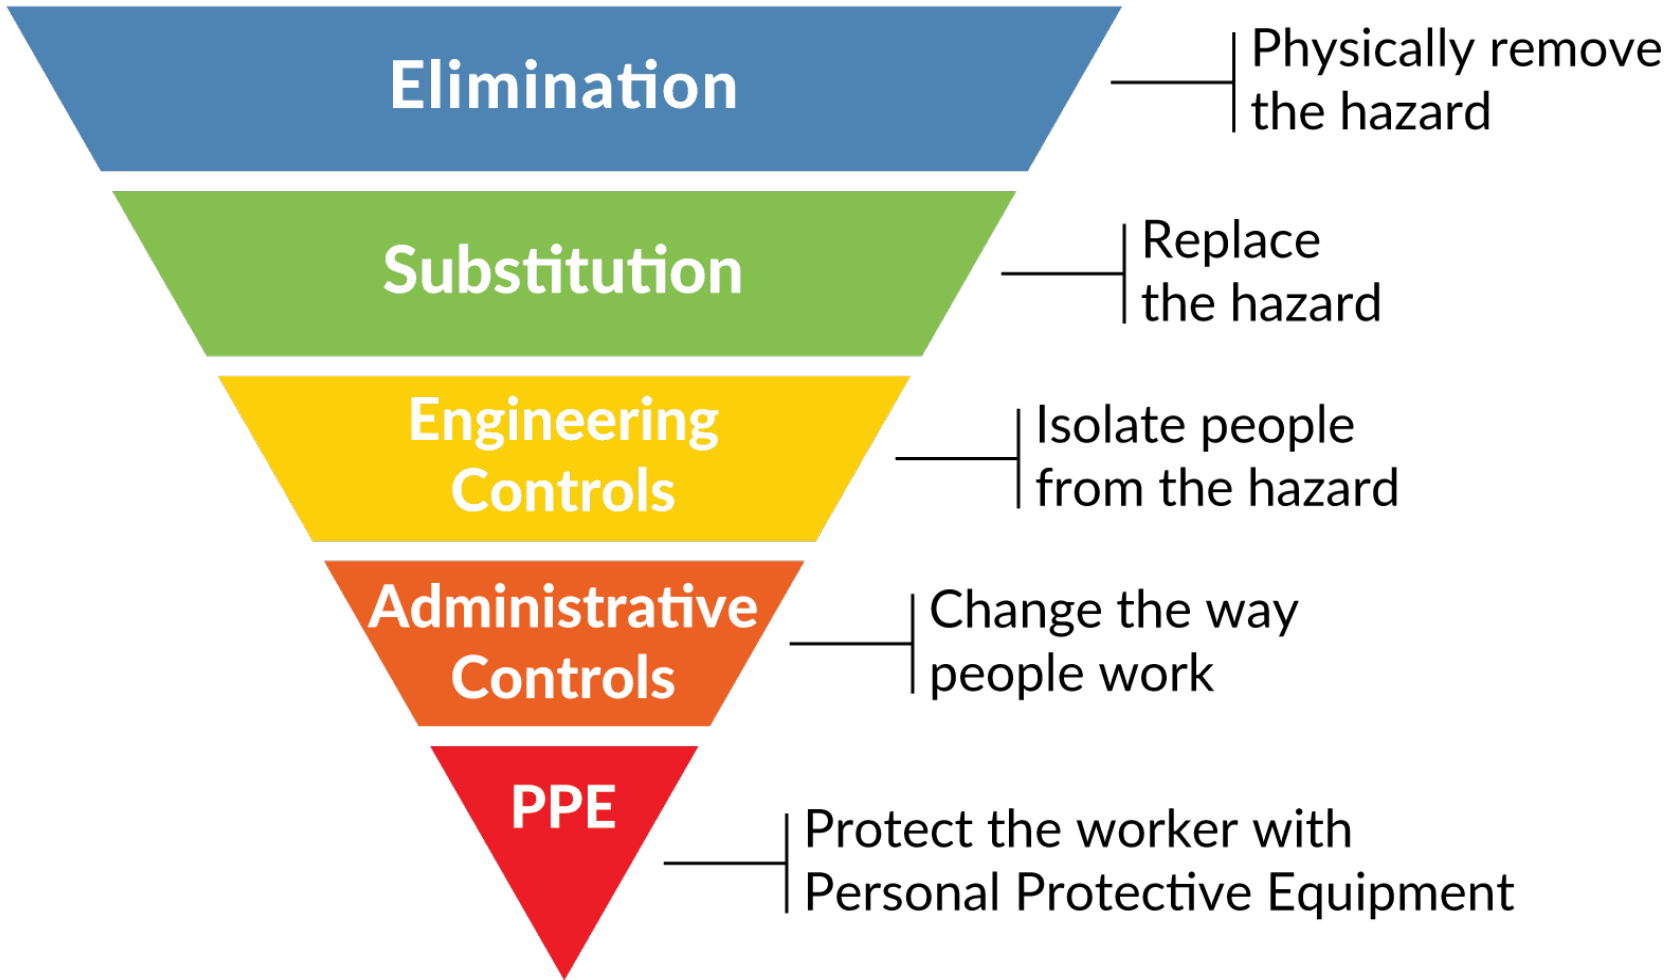 Elimination
Physically remove
the hazard
Substitution
Replace
the hazard
Engineering
Controls
Isolate people
from the hazard
Administrative
Controls
Change the way
people work
PPE
Protect the worker with
Personal Protective Equipment